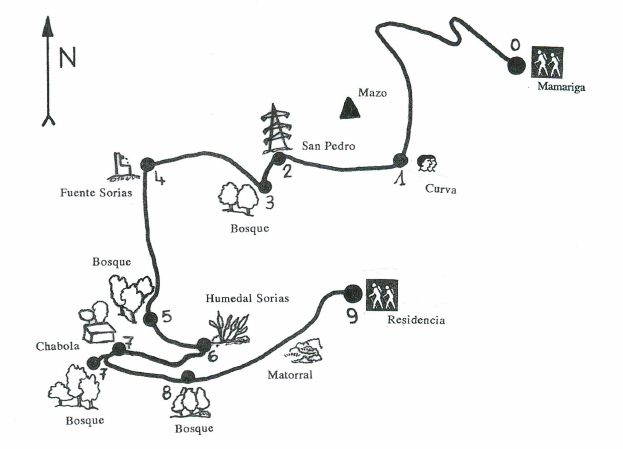 N
0
Mamariga
Mazo
San Pedro
2
1
Curva
4
Fuente Sorias
3
Bosque
Bosque
5
Humedal Sorias
6
9
Residencia
Chabola
7
7
Matorral
8
Bosque
Bosque